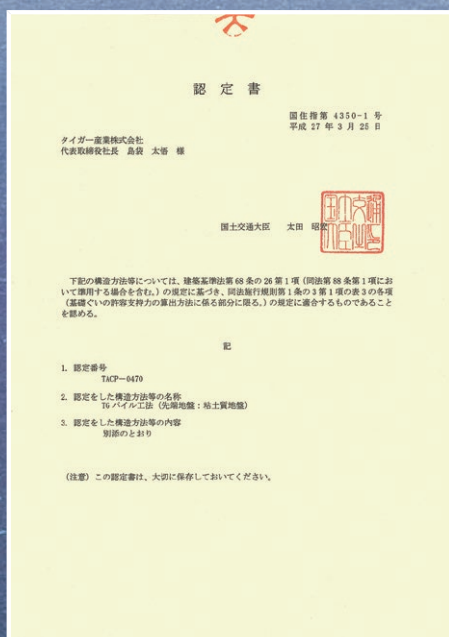 認定書
国住指第 4350-1 号
平成 27 年 3 月 25 日
タイガー産業株式会社
代表取締役社長 島袋 太悟 様
国土交通大臣 太田 昭宏
下記の構造方法等については、建築基準法第 68 条の 26 第 1 項（同法第 88 条第 1 項にお
いて準用する場合を含む。）の規定に基づき、同法施行規則第 1 条の 3 第 1 項の表 3 の各項
（基礎ぐいの許容支持力の算出方法に係る部分に限る。）の規定に適合するものであること
を認める。
記
1. 認定番号
TACP－0470
2. 認定をした構造方法等の名称
TG パイル工法（先端地盤：粘土質地盤）
3. 認定をした構造方法等の内容
別添のとおり
（注意）この認定書は、大切に保存しておいてください。